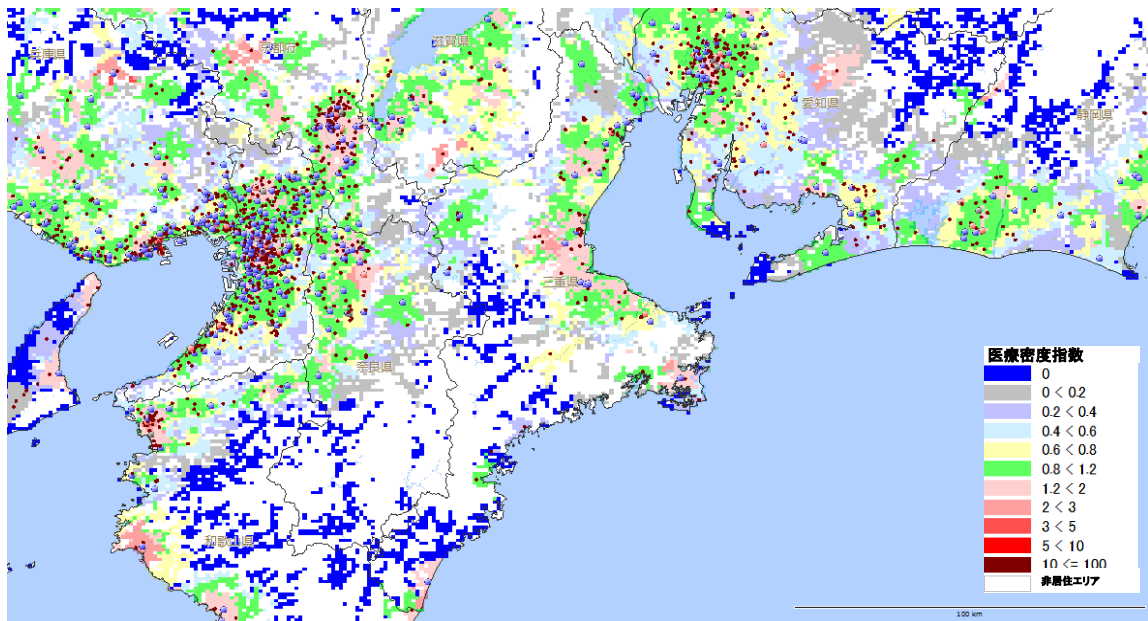 兵庫県
京都府
滋賀県
愛知県
静岡県
三重県
奈良県
和歌山県
医療密度指数
0
0 < 0.2
0.2 < 0.4
0.4 < 0.6
0.6 < 0.8
0.8 < 1.2
1.2 < 2
2 < 3
3 < 5
5 < 10
10 <= 100
非居住エリア
100 km